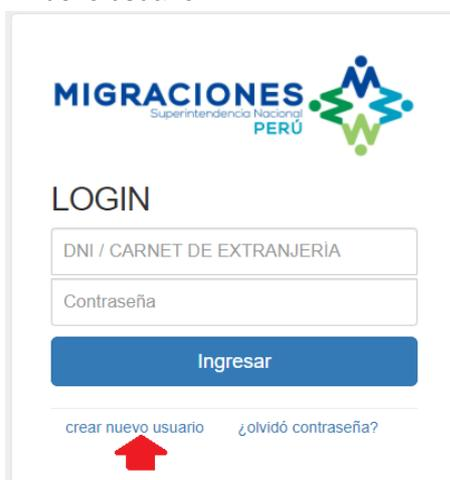 MIGRACIONES
Superintendencia Nacional
PERÚ
LOGIN
DNI / CARNET DE EXTRANJERÌA
Contraseña
Ingresar
crear nuevo usuario ¿olvidó contraseña?